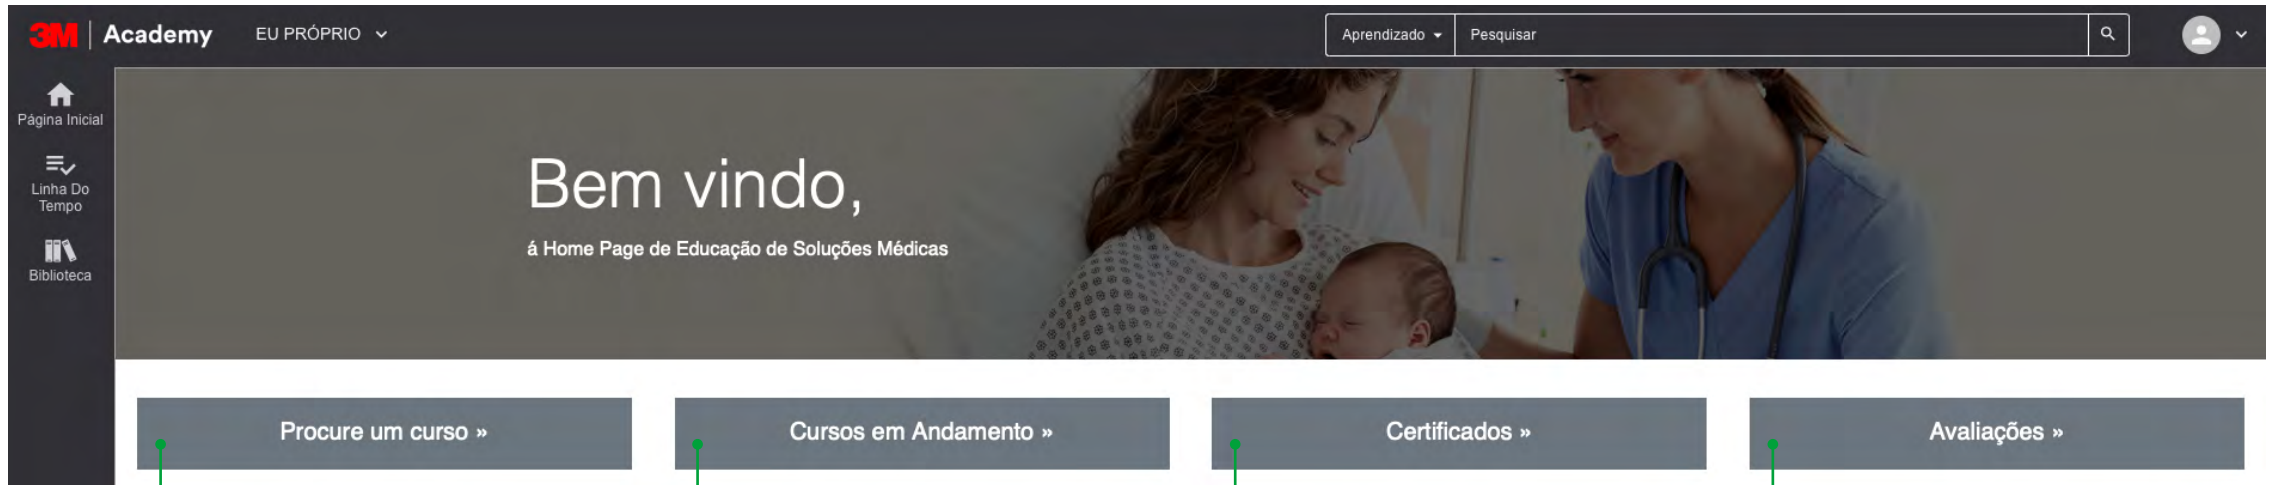 3M Academy EU PRÓPRIO
Aprendizado Pesquisar
Página Inicial
Linha Do
Tempo
Biblioteca
Bem vindo,
á Home Page de Educação de Soluções Médicas
Procure um curso »
Cursos em Andamento »
Certificados »
Avaliações »